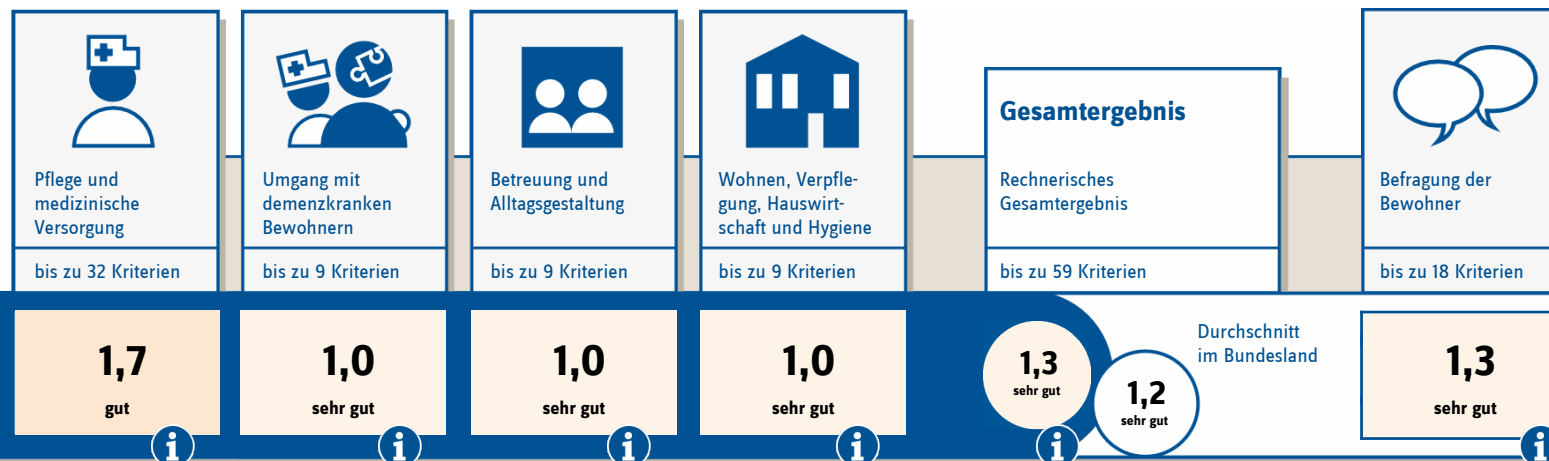 Pflege und
medizinische
Versorgung
bis zu 32 Kriterien
1,7
gut
i
Umgang mit
demenzkranken
Bewohnern
bis zu 9 Kriterien
1,0
sehr gut
i
Betreuung und
Alltagsgestaltung
bis zu 9 Kriterien
1,0
sehr gut
i
Wohnen, Verpfle-
gung, Hauswirt-
schaft und Hygiene
bis zu 9 Kriterien
1,0
sehr gut
i
Gesamtergebnis
Rechnerisches
Gesamtergebnis
bis zu 59 Kriterien
1,3
sehr gut
i
Durchschnitt
im Bundesland
1,2
sehr gut
Befragung der
Bewohner
bis zu 18 Kriterien
1,3
sehr gut
i